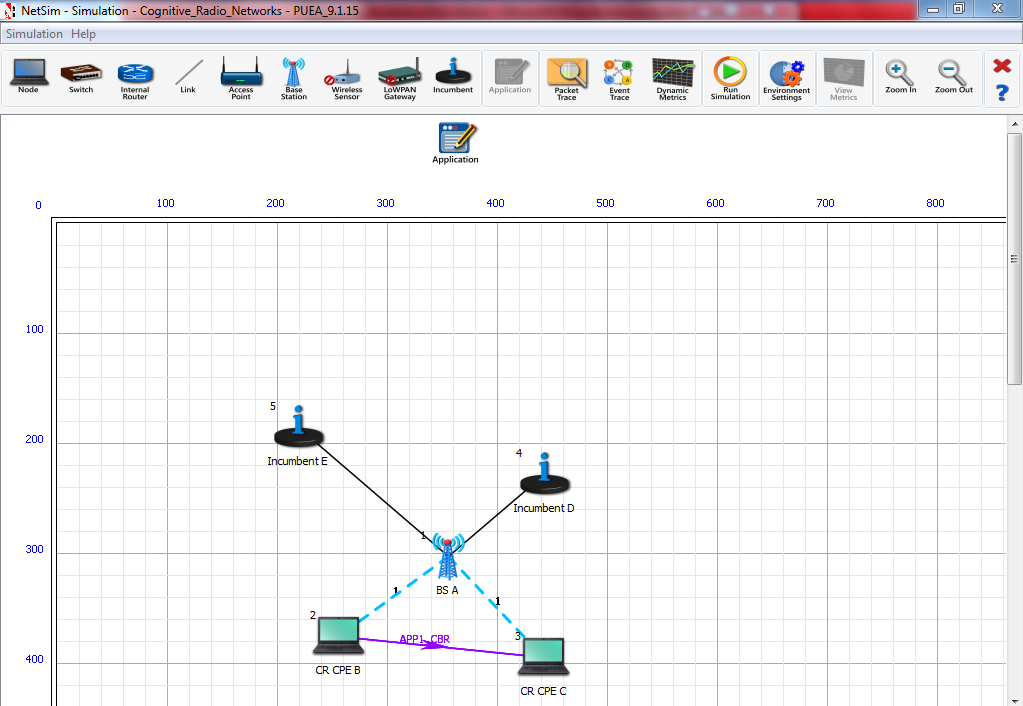 NetSim - Simulation - Cognitive_Radio_Networks - PUEA_9.1.15
Simulation Help
Node
Switch
Internal
Router
Link
Access
Point
Base
Station
Wireless
Sensor
LoWPAN
Gateway
Incumbent
Application
Packet
Trace
Event
Trace
Dynamic
Metrics
Run
Simulation
Environment
Settings
View
Metrics
Zoom In
Zoom Out
?
Application
0 100 200 300 400 500 600 700 800
100
200
300
400
5
Incumbent E
4
Incumbent D
1
BS A
1
1
2
CR CPE B
APP1_CBR
3
CR CPE C